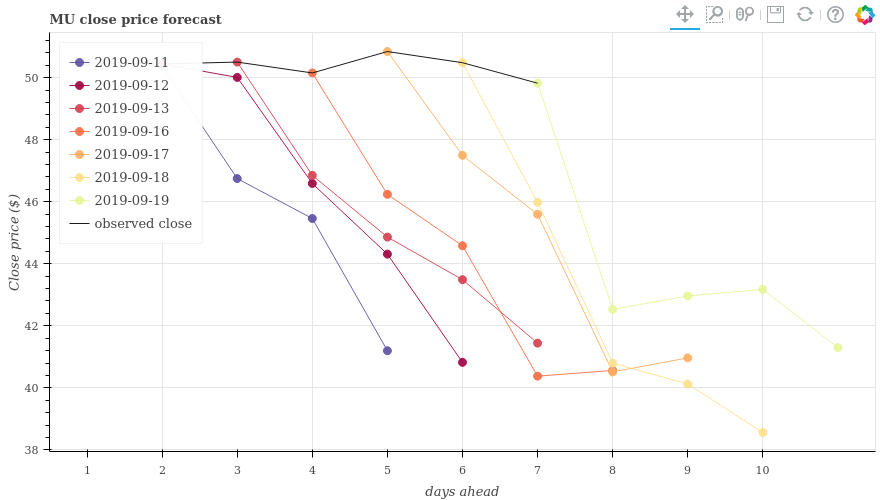 MU close price forecast
2019-09-11
2019-09-12
2019-09-13
2019-09-16
2019-09-17
2019-09-18
2019-09-19
observed close
Close price ($)
50
48
46
44
42
40
38
1 2 3 4 5 6 7 8 9 10
days ahead